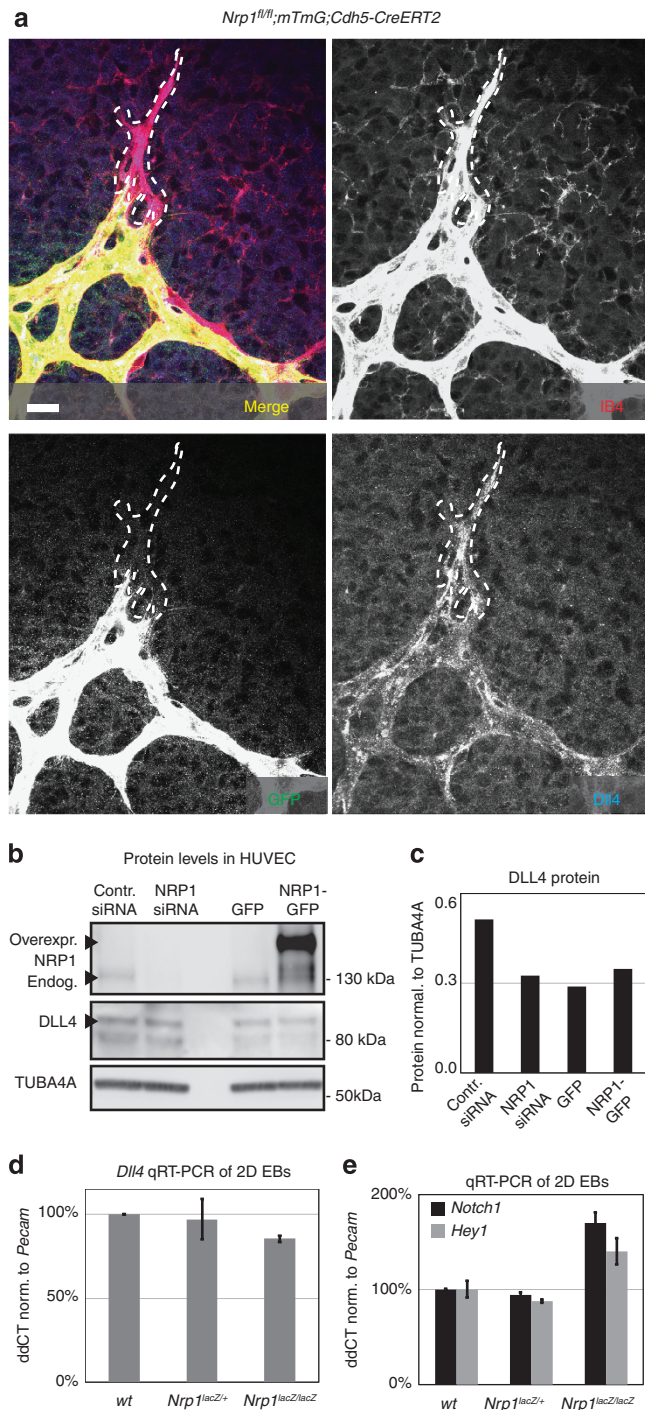 a
Nrp1fl/fl;mTmG;Cdh5-CreERT2
Merge
IB4
GFP
Dll4
b
Protein levels in HUVEC
Contr. siRNA
NRP1 siRNA
GFP
NRP1-GFP
Overexpr.
NRP1
Endog.
- 130 kDa
DLL4
- 80 kDa
TUBA4A
- 50kDa
c
DLL4 protein
Protein normal. to TUBA4A
0.6
0.3
0.0
Contr. siRNA
NRP1 siRNA
GFP
NRP1-GFP
d
Dll4 qRT-PCR of 2D EBs
ddCT norm. to Pecam
100%
50%
0%
wt
Nrp1lacZ/+
Nrp1lacZ/lacZ
e
qRT-PCR of 2D EBs
ddCT norm. to Pecam
200%
100%
0%
Notch1
Hey1
wt
Nrp1lacZ/+
Nrp1lacZ/lacZ